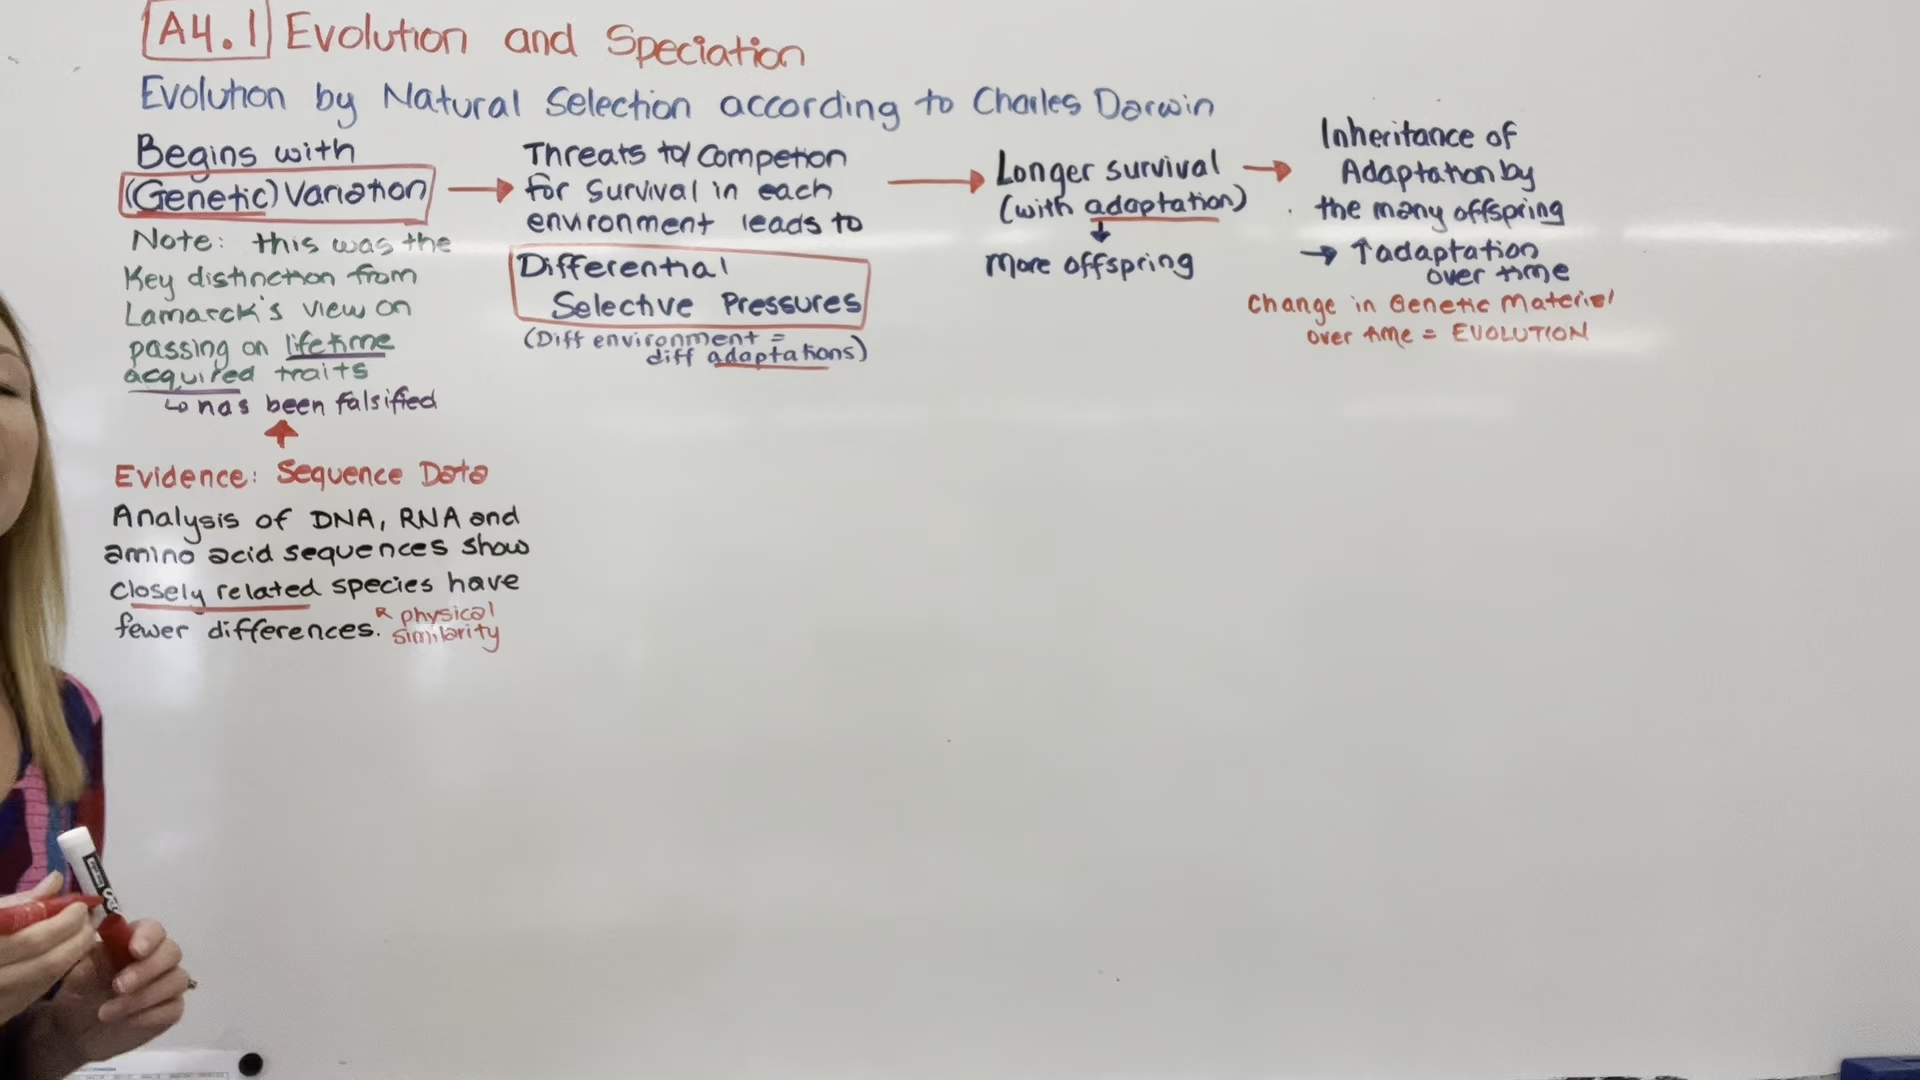 A4.1 Evolution and Speciation
Evolution by Natural Selection according to Charles Darwin
Begins with
(Genetic) Variation
Note: this was the
Key distinction from
Lamarck's view on
passing on lifetime
acquired traits
↳ has been falsified
Evidence: Sequence Data
Analysis of DNA, RNA and
amino acid sequences show
closely related species have
fewer differences.
physical
similarity
Threats to/Competion
for survival in each
environment leads to
Differential
Selective Pressures
(Diff environment =
diff adaptations)
Longer survival
(with adaptation)
↓
more offspring
Inheritance of
Adaptation by
the many offspring
→ ↑adaptation
over time
Change in Genetic Material
over time = EVOLUTION